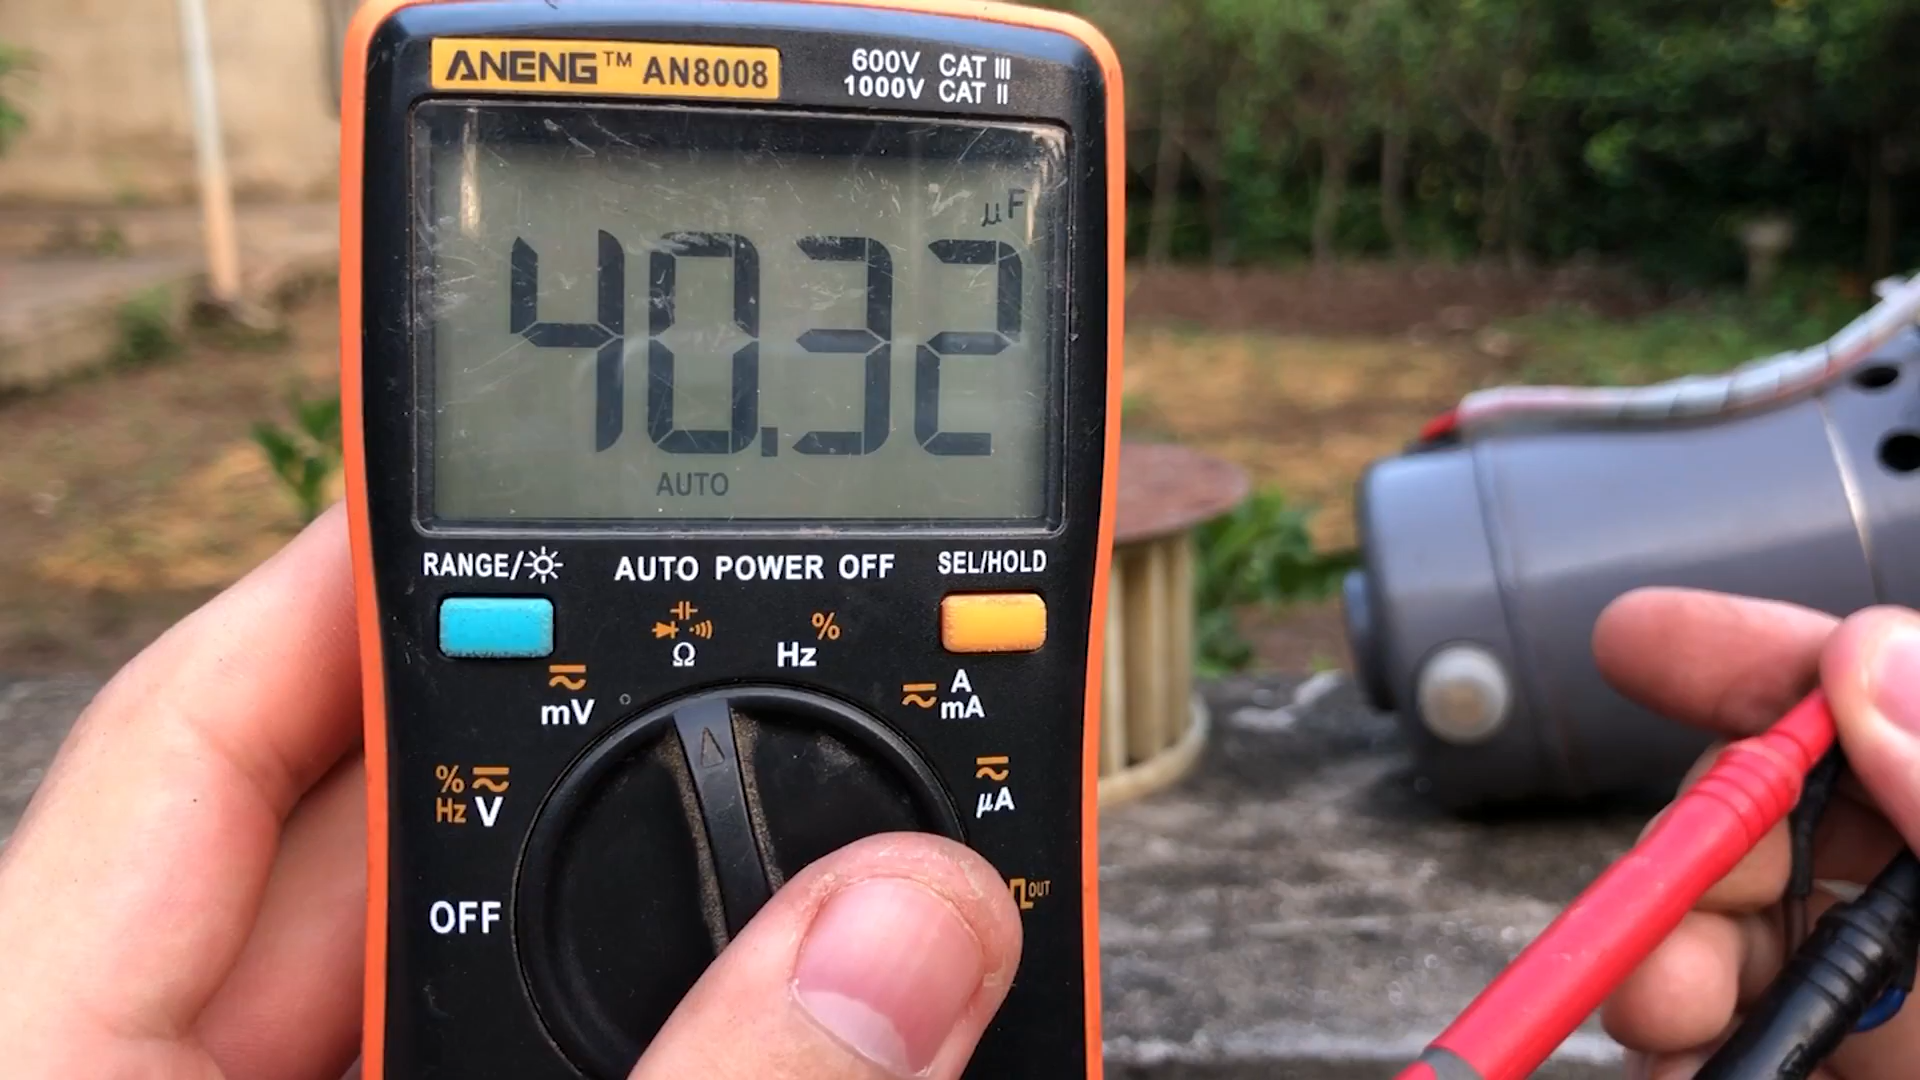 ANENG™ AN8008
600V CAT III
1000V CAT II
µF
40.32
AUTO
RANGE/
AUTO POWER OFF
SEL/HOLD
%
Ω
Hz
mV
A
mA
%
Hz
V
µA
OFF
OUT